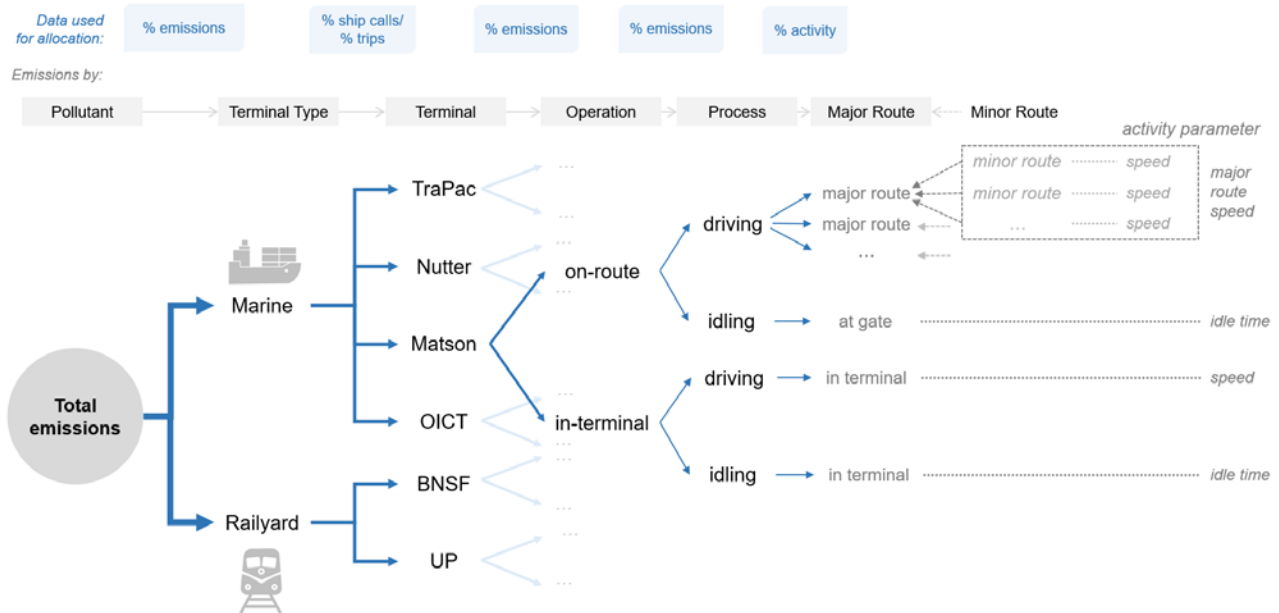 Data used
for allocation:
% emissions
% ship calls/
% trips
% emissions
% emissions
% activity
Emissions by:
Pollutant
Terminal Type
Terminal
Operation
Process
Major Route
Minor Route
activity parameter
...
TraPac
...
...
Nutter
...
Marine
Matson
OICT
...
...
Total
emissions
Railyard
BNSF
...
...
UP
...
...
on-route
in-terminal
driving
major route
major route
...
minor route
speed
minor route
speed
...
speed
major
route
speed
idling
at gate
idle time
driving
in terminal
speed
idling
in terminal
idle time